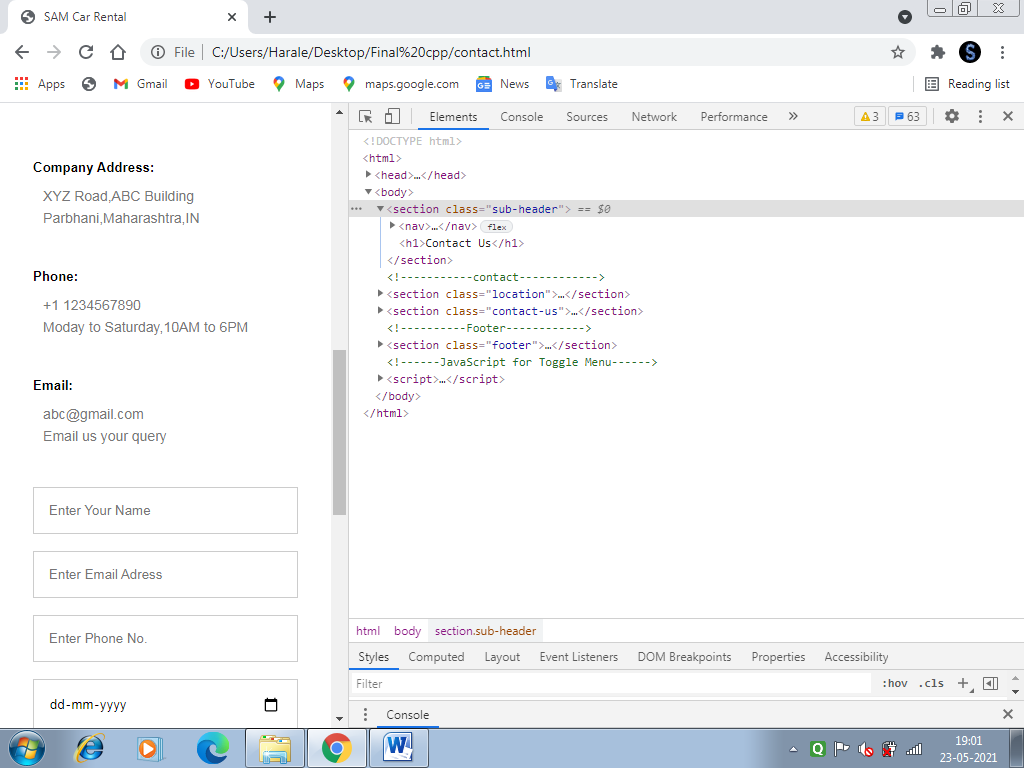 SAM Car Rental
File C:/Users/Harale/Desktop/Final%20cpp/contact.html
S
Apps Gmail YouTube Maps maps.google.com News Translate Reading list
Elements Console Sources Network Performance 3 63
Company Address:
XYZ Road,ABC Building
Parbhani,Maharashtra,IN
Phone:
+1 1234567890
Moday to Saturday,10AM to 6PM
Email:
abc@gmail.com
Email us your query
Enter Your Name
Enter Email Adress
Enter Phone No.
dd-mm-yyyy
<!DOCTYPE html>
<html>
<head>…</head>
<body>
<section class="sub-header"> == $0
<nav>…</nav> flex
<h1>Contact Us</h1>
</section>
<!-----------contact------------>
<section class="location">…</section>
<section class="contact-us">…</section>
<!----------Footer------------>
<section class="footer">…</section>
<!------JavaScript for Toggle Menu------>
<script>…</script>
</body>
</html>
html body section.sub-header
Styles Computed Layout Event Listeners DOM Breakpoints Properties Accessibility
Filter :hov .cls
Console
19:01
23-05-2021